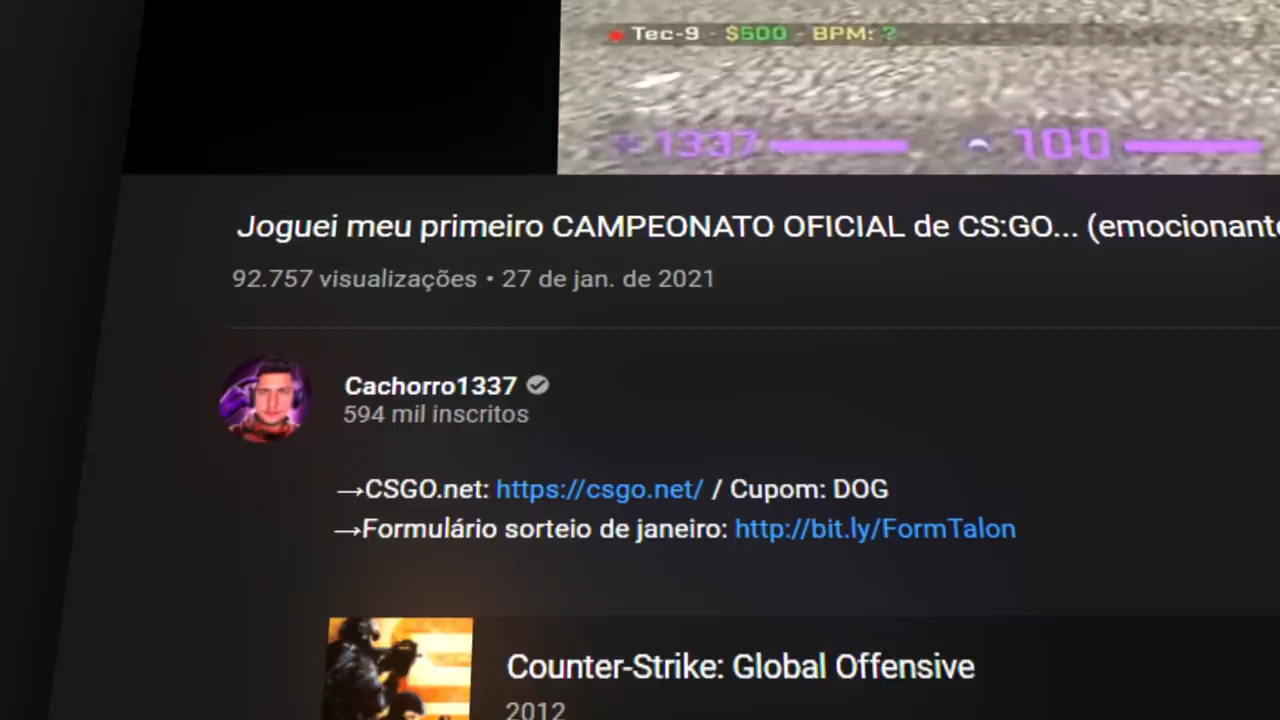 Tec-9 - $500 - BPM: ?
1337 100
Joguei meu primeiro CAMPEONATO OFICIAL de CS:GO... (emocionante
92.757 visualizações • 27 de jan. de 2021
Cachorro1337
594 mil inscritos
→CSGO.net: https://csgo.net/ / Cupom: DOG
→Formulário sorteio de janeiro: http://bit.ly/FormTalon
Counter-Strike: Global Offensive
2012